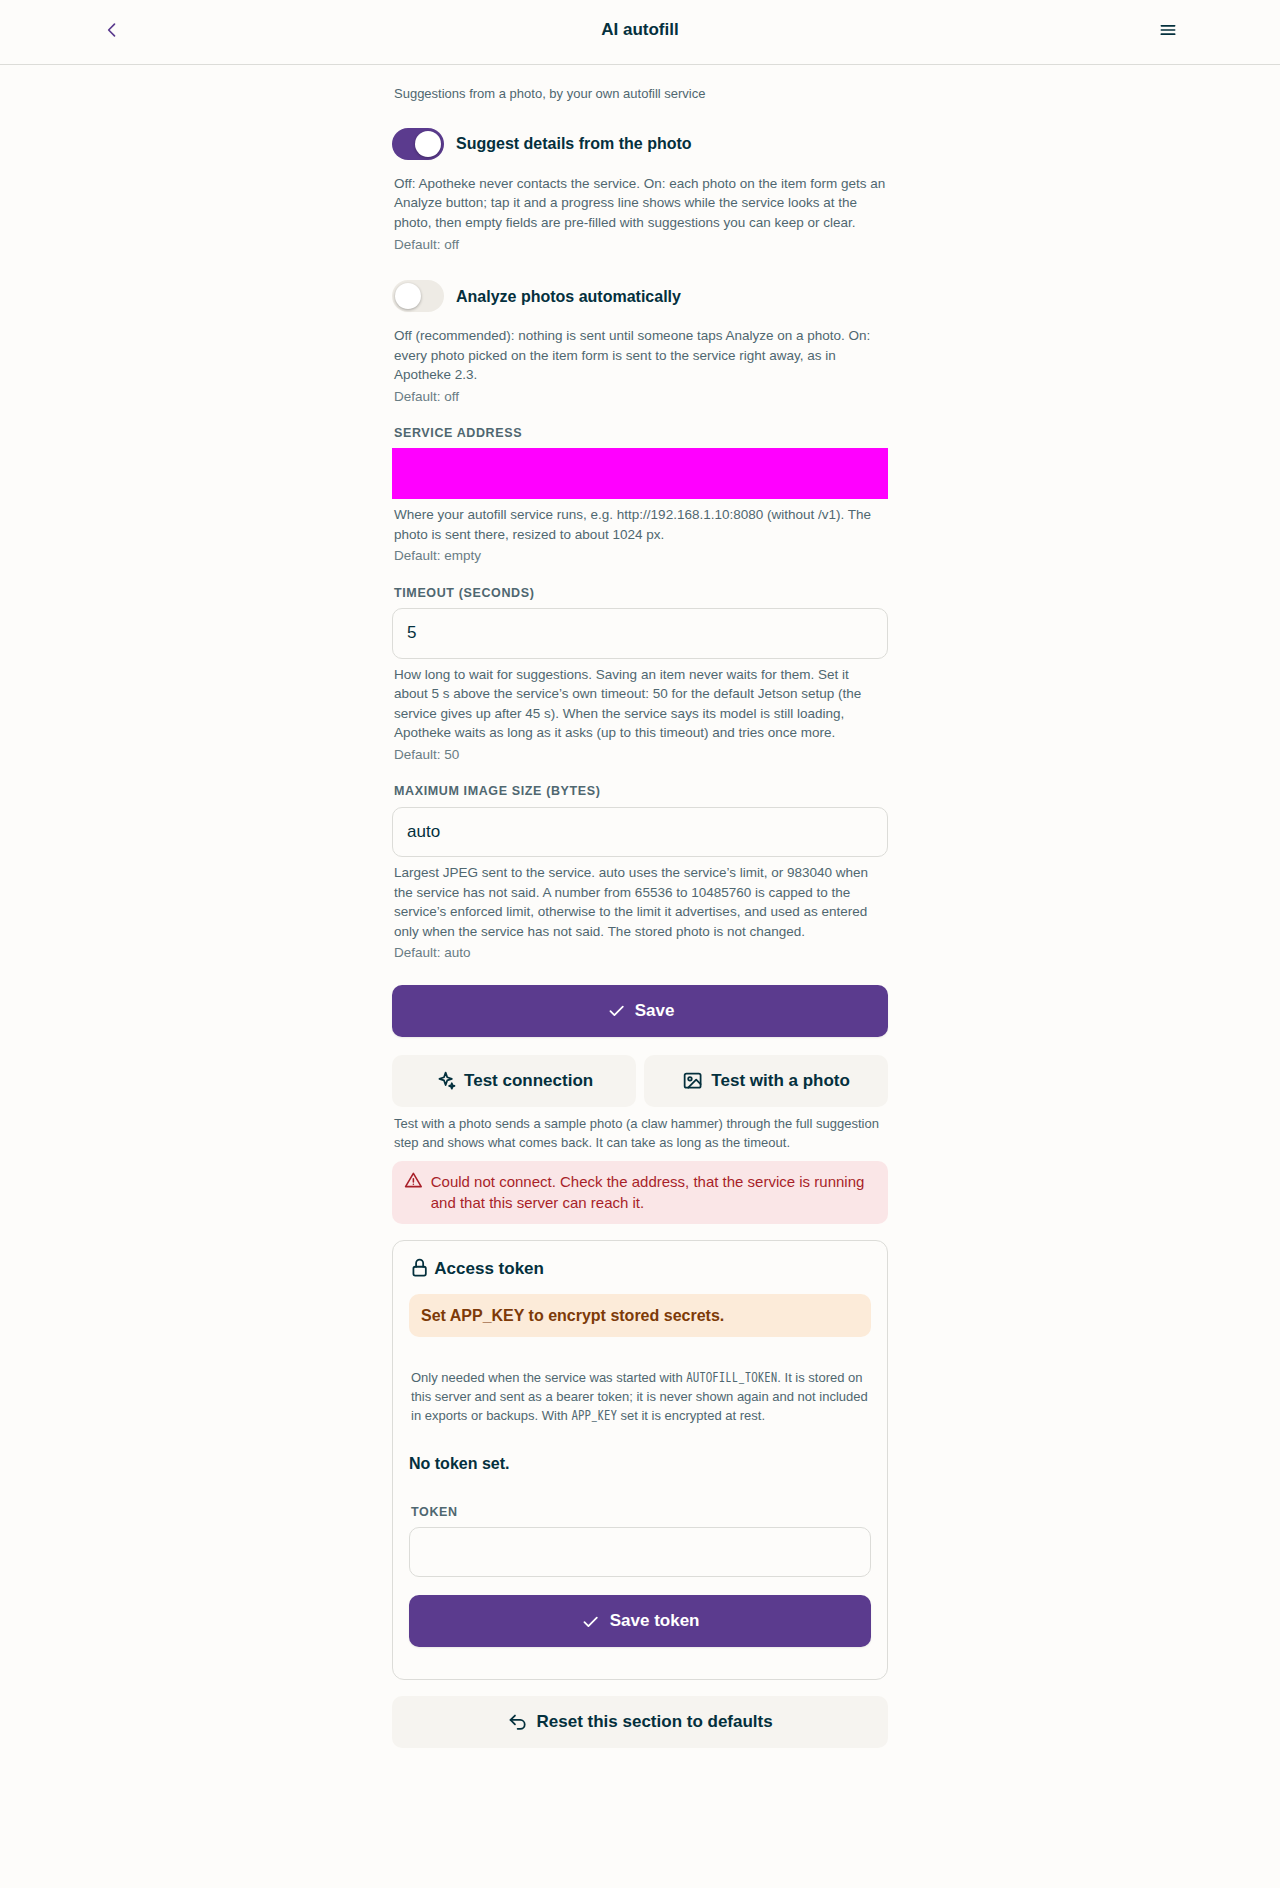 AI autofill
Suggestions from a photo, by your own autofill service
Suggest details from the photo
Off: Apotheke never contacts the service. On: each photo on the item form gets an
Analyze button; tap it and a progress line shows while the service looks at the
photo, then empty fields are pre-filled with suggestions you can keep or clear.
Default: off
Analyze photos automatically
Off (recommended): nothing is sent until someone taps Analyze on a photo. On:
every photo picked on the item form is sent to the service right away, as in
Apotheke 2.3.
Default: off
SERVICE ADDRESS
Where your autofill service runs, e.g. http://192.168.1.10:8080 (without /v1). The
photo is sent there, resized to about 1024 px.
Default: empty
TIMEOUT (SECONDS)
5
How long to wait for suggestions. Saving an item never waits for them. Set it
about 5 s above the service’s own timeout: 50 for the default Jetson setup (the
service gives up after 45 s). When the service says its model is still loading,
Apotheke waits as long as it asks (up to this timeout) and tries once more.
Default: 50
MAXIMUM IMAGE SIZE (BYTES)
auto
Largest JPEG sent to the service. auto uses the service’s limit, or 983040 when
the service has not said. A number from 65536 to 10485760 is capped to the
service’s enforced limit, otherwise to the limit it advertises, and used as entered
only when the service has not said. The stored photo is not changed.
Default: auto
Save
Test connection
Test with a photo
Test with a photo sends a sample photo (a claw hammer) through the full suggestion
step and shows what comes back. It can take as long as the timeout.
Could not connect. Check the address, that the service is running
and that this server can reach it.
Access token
Set APP_KEY to encrypt stored secrets.
Only needed when the service was started with AUTOFILL_TOKEN. It is stored on
this server and sent as a bearer token; it is never shown again and not included
in exports or backups. With APP_KEY set it is encrypted at rest.
No token set.
TOKEN
Save token
Reset this section to defaults